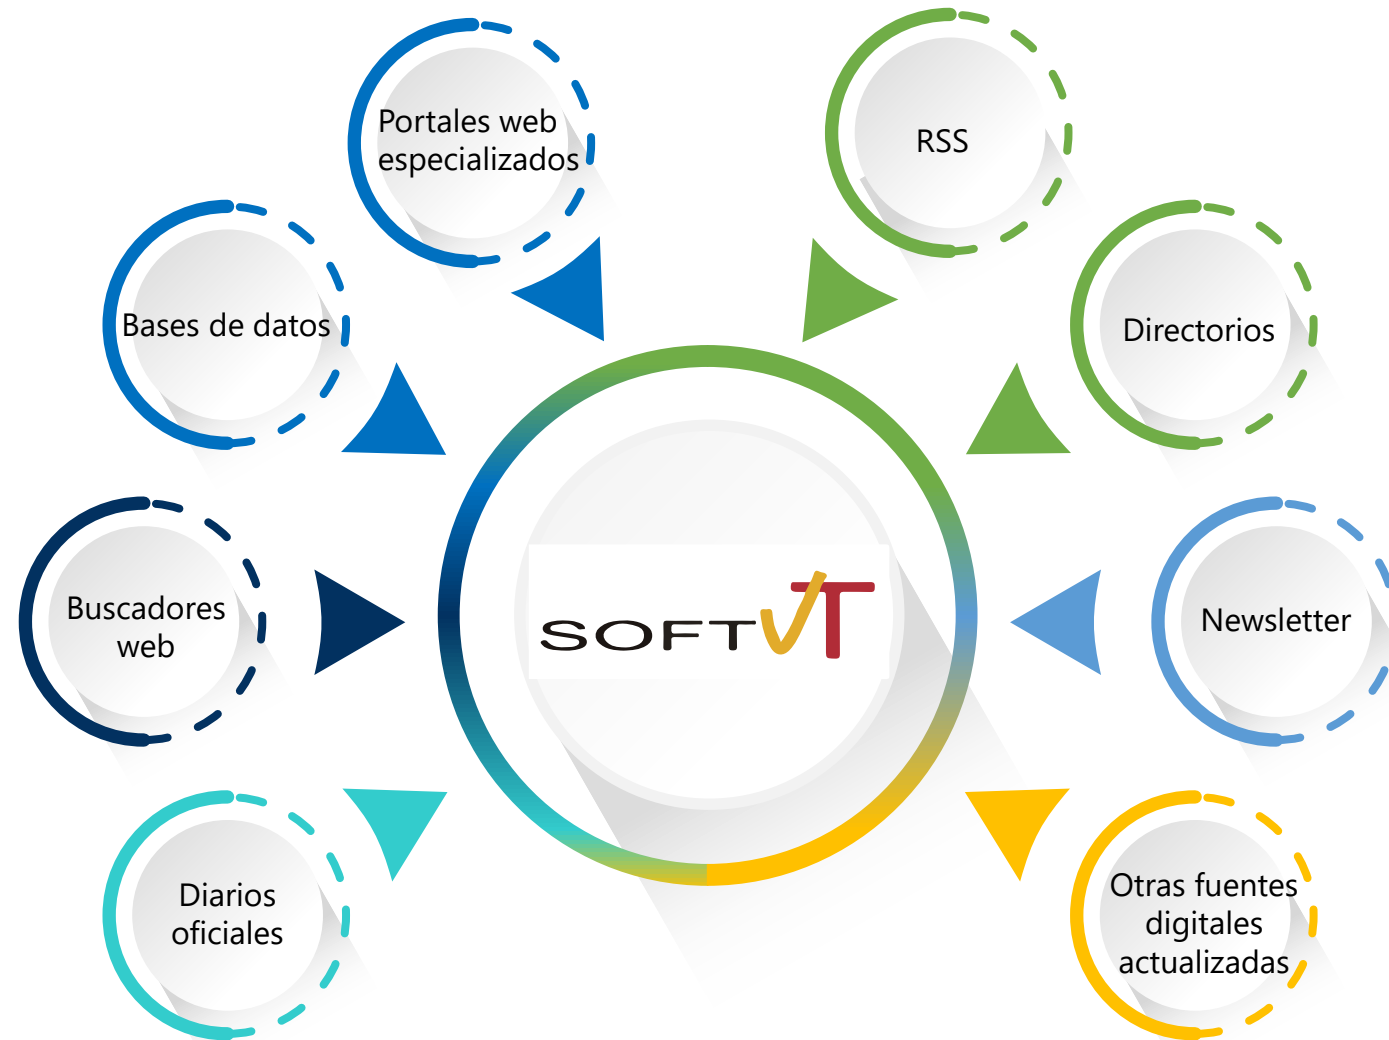 Portales web
especializados
RSS
Bases de datos
Directorios
Buscadores
web
SOFTVT
Newsletter
Diarios
oficiales
Otras fuentes
digitales
actualizadas